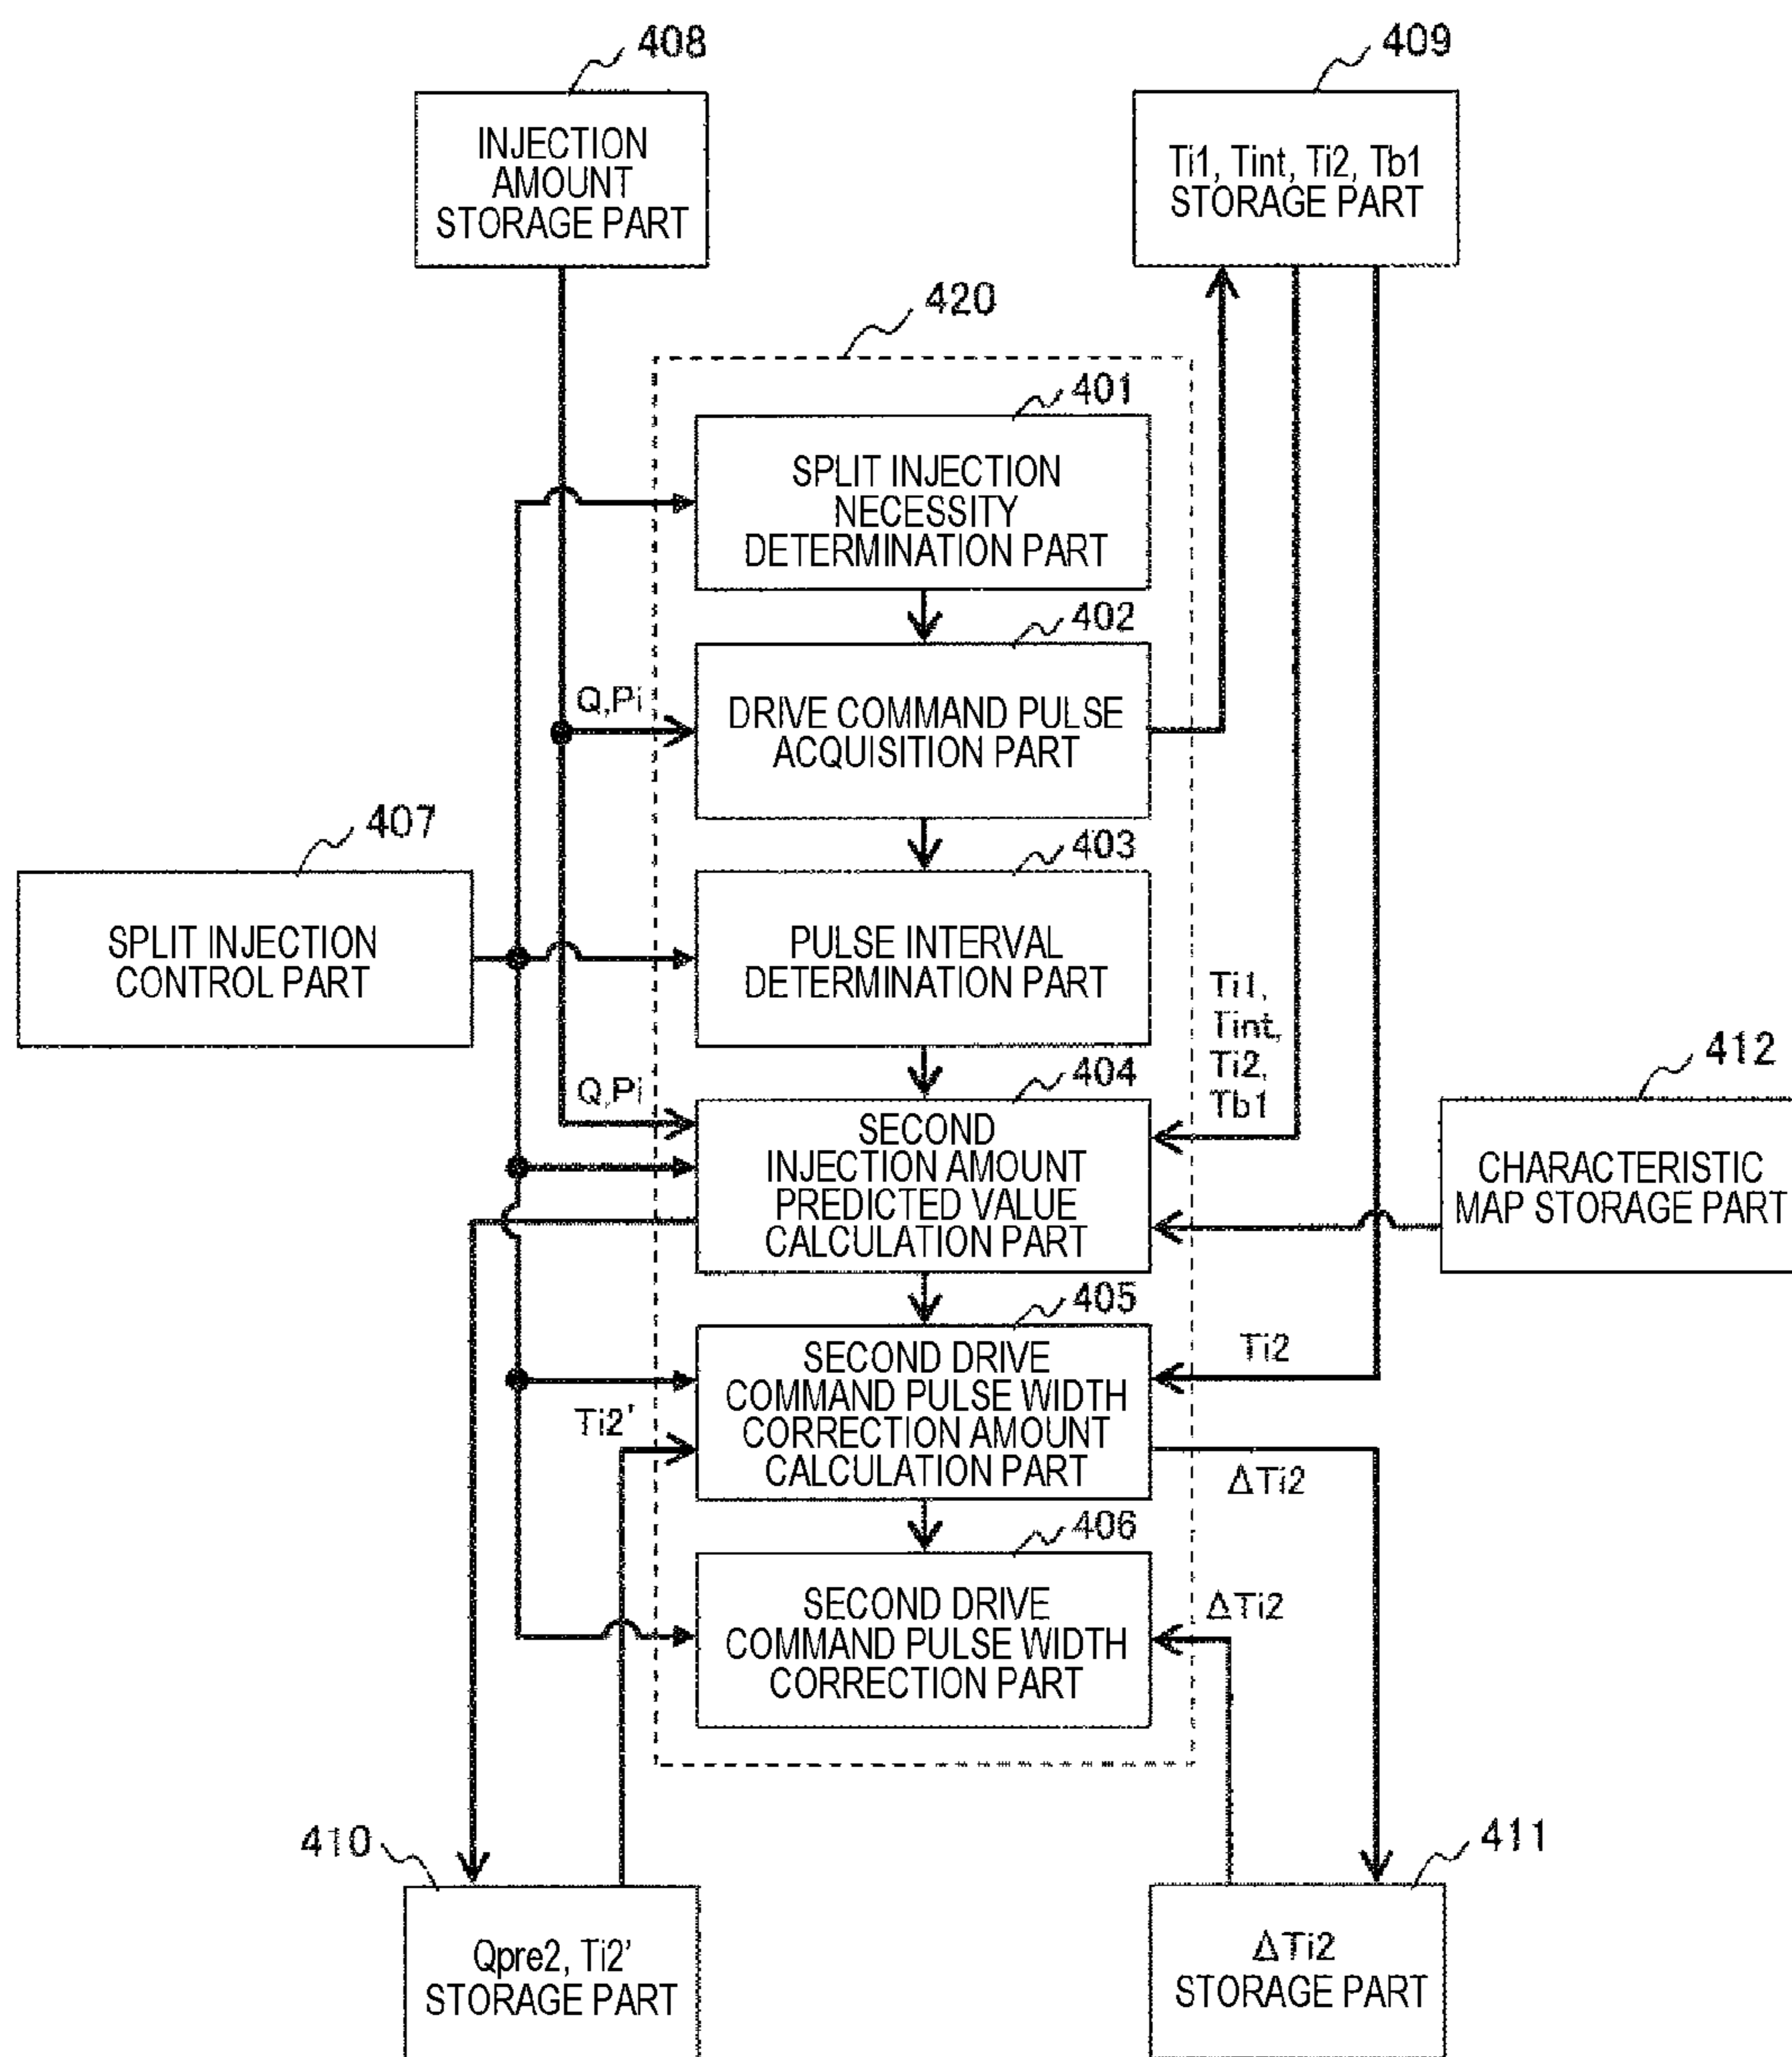 408
409
INJECTION
AMOUNT
STORAGE PART
Ti1, Tint, Ti2, Tb1
STORAGE PART
420
401
SPLIT INJECTION
NECESSITY
DETERMINATION PART
402
Q,Pi
DRIVE COMMAND PULSE
ACQUISITION PART
407
403
SPLIT INJECTION
CONTROL PART
PULSE INTERVAL
DETERMINATION PART
Ti1,
Tint,
Ti2,
Tb1
412
404
Q,Pi
SECOND
INJECTION AMOUNT
PREDICTED VALUE
CALCULATION PART
CHARACTERISTIC
MAP STORAGE PART
405
Ti2
SECOND DRIVE
COMMAND PULSE WIDTH
CORRECTION AMOUNT
CALCULATION PART
Ti2'
ΔTi2
406
SECOND DRIVE
COMMAND PULSE WIDTH
CORRECTION PART
ΔTi2
410
411
Qpre2, Ti2'
STORAGE PART
ΔTi2
STORAGE PART